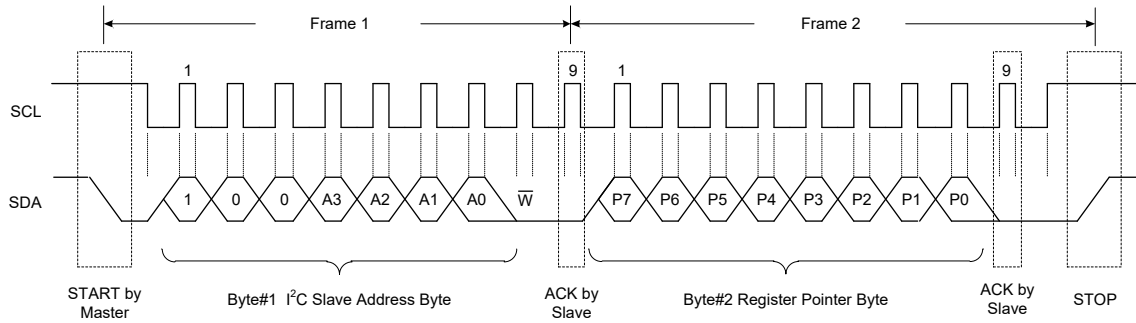 Frame 1 Frame 2
1 9 1 9
SCL
SDA 1 0 0 A3 A2 A1 A0 W̅ P7 P6 P5 P4 P3 P2 P1 P0
START by
Master
Byte#1 I²C Slave Address Byte
ACK by
Slave
Byte#2 Register Pointer Byte
ACK by
Slave
STOP